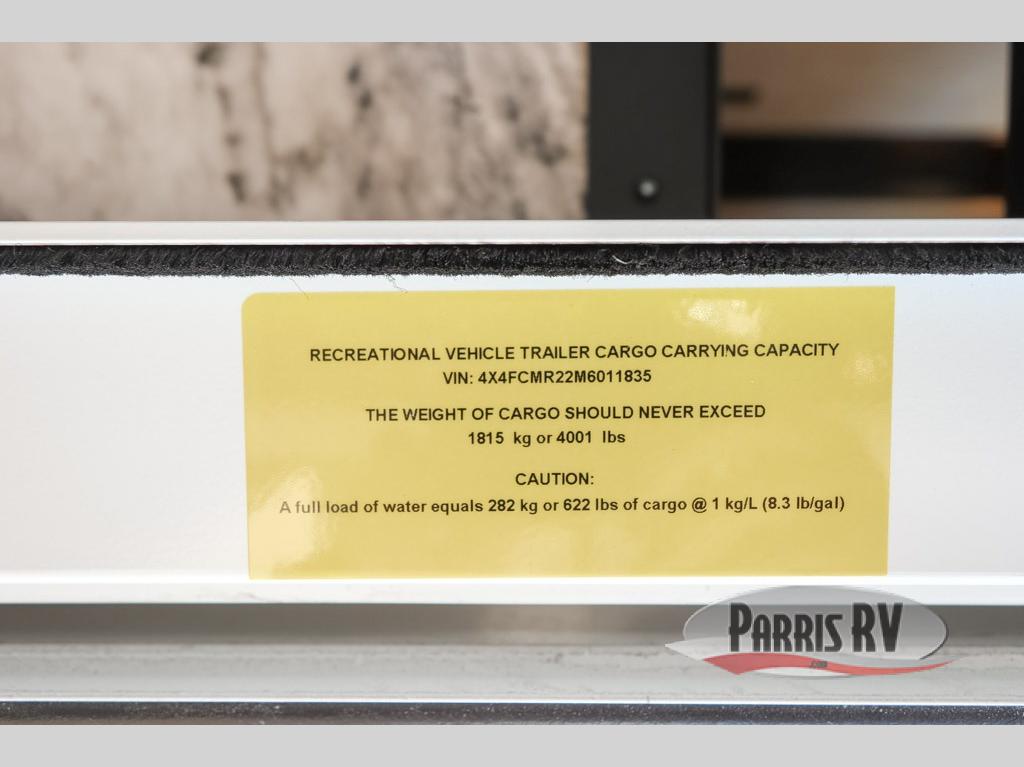 RECREATIONAL VEHICLE TRAILER CARGO CARRYING CAPACITY
VIN: 4X4FCMR22M6011835
THE WEIGHT OF CARGO SHOULD NEVER EXCEED
1815 kg or 4001 lbs
CAUTION:
A full load of water equals 282 kg or 622 lbs of cargo @ 1 kg/L (8.3 lb/gal)
PARRIS RV
.com